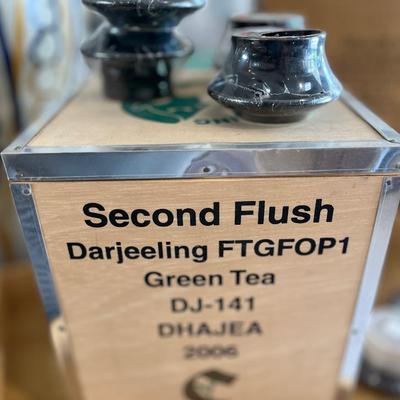 Second Flush
Darjeeling FTGFOP1
Green Tea
DJ-141
DHAJEA
2006